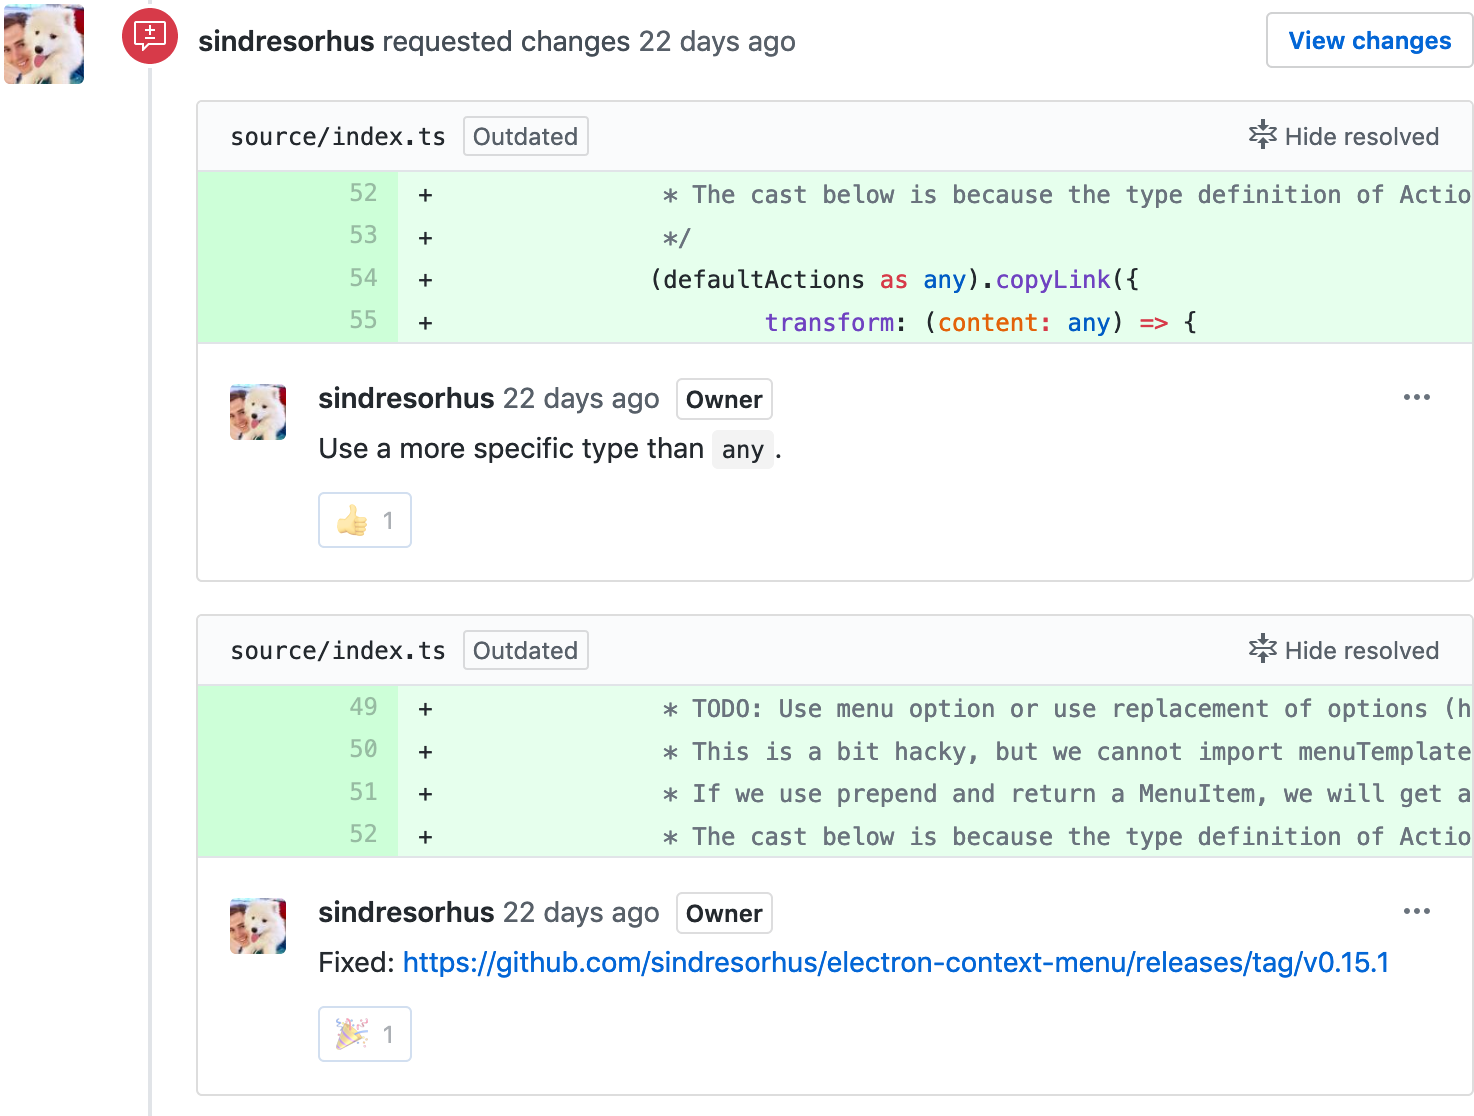 sindresorhus requested changes 22 days ago
View changes
source/index.ts Outdated
Hide resolved
52 + * The cast below is because the type definition of Actio
53 + */
54 + (defaultActions as any).copyLink({
55 + transform: (content: any) => {
sindresorhus 22 days ago Owner
Use a more specific type than any.
1
source/index.ts Outdated
Hide resolved
49 + * TODO: Use menu option or use replacement of options (h
50 + * This is a bit hacky, but we cannot import menuTemplate
51 + * If we use prepend and return a MenuItem, we will get a
52 + * The cast below is because the type definition of Actio
sindresorhus 22 days ago Owner
Fixed: https://github.com/sindresorhus/electron-context-menu/releases/tag/v0.15.1
1